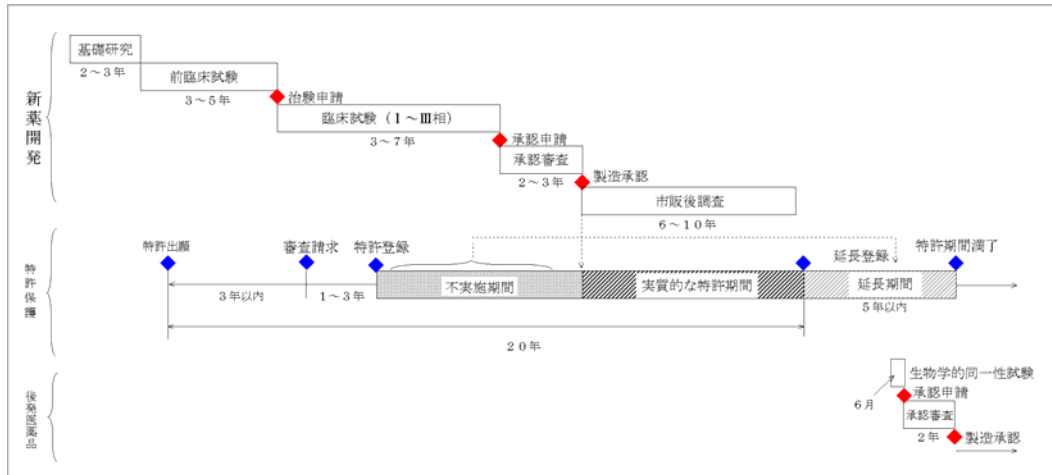 新薬開発
基礎研究
2~3年
前臨床試験
3~5年
治験申請
臨床試験(Ⅰ~Ⅲ相)
3~7年
承認申請
承認審査
2~3年
製造承認
市販後調査
6~10年
特許保護
特許出願
審査請求
特許登録
延長登録
特許期間満了
不実施期間
実質的な特許期間
延長期間
3年以内
1~3年
5年以内
20年
後発医薬品
生物学的同一性試験
6月
承認申請
承認審査
2年
製造承認